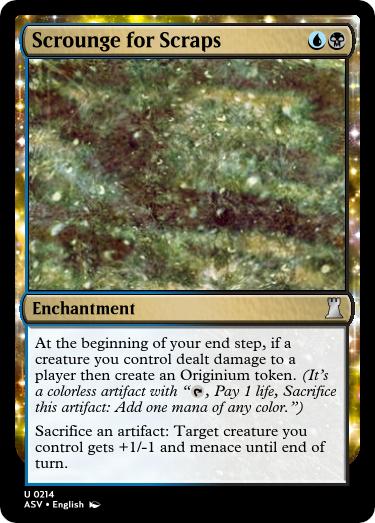 Scrounge for Scraps
Enchantment
At the beginning of your end step, if a
creature you control dealt damage to a
player then create an Originium token. (It's
a colorless artifact with “, Pay 1 life, Sacrifice
this artifact: Add one mana of any color.”)
Sacrifice an artifact: Target creature you
control gets +1/-1 and menace until end of
turn.
U 0214
ASV • English